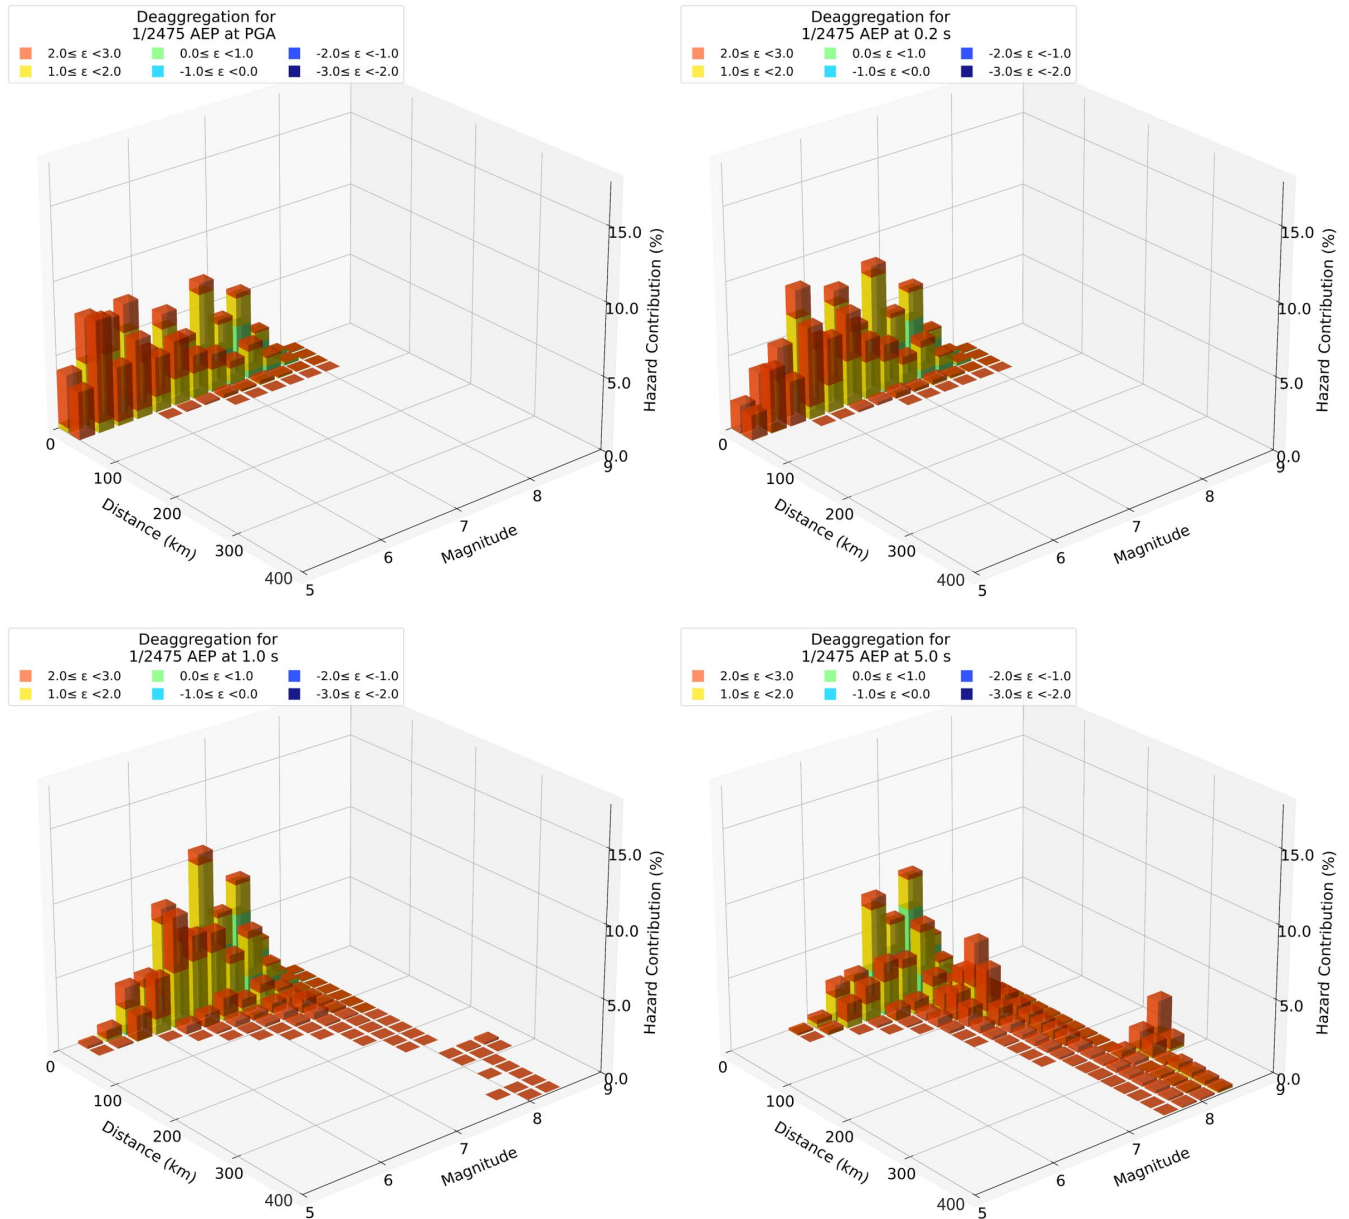 Deaggregation for
1/2475 AEP at PGA
2.0≤ ε <3.0 0.0≤ ε <1.0 -2.0≤ ε <-1.0
1.0≤ ε <2.0 -1.0≤ ε <0.0 -3.0≤ ε <-2.0
15.0
10.0
5.0
0.0
Hazard Contribution (%)
0
100
200
300
400
Distance (km)
5
6
7
8
9
Magnitude
Deaggregation for
1/2475 AEP at 0.2 s
2.0≤ ε <3.0 0.0≤ ε <1.0 -2.0≤ ε <-1.0
1.0≤ ε <2.0 -1.0≤ ε <0.0 -3.0≤ ε <-2.0
15.0
10.0
5.0
0.0
Hazard Contribution (%)
0
100
200
300
400
Distance (km)
5
6
7
8
9
Magnitude
Deaggregation for
1/2475 AEP at 1.0 s
2.0≤ ε <3.0 0.0≤ ε <1.0 -2.0≤ ε <-1.0
1.0≤ ε <2.0 -1.0≤ ε <0.0 -3.0≤ ε <-2.0
15.0
10.0
5.0
0.0
Hazard Contribution (%)
0
100
200
300
400
Distance (km)
5
6
7
8
9
Magnitude
Deaggregation for
1/2475 AEP at 5.0 s
2.0≤ ε <3.0 0.0≤ ε <1.0 -2.0≤ ε <-1.0
1.0≤ ε <2.0 -1.0≤ ε <0.0 -3.0≤ ε <-2.0
15.0
10.0
5.0
0.0
Hazard Contribution (%)
0
100
200
300
400
Distance (km)
5
6
7
8
9
Magnitude